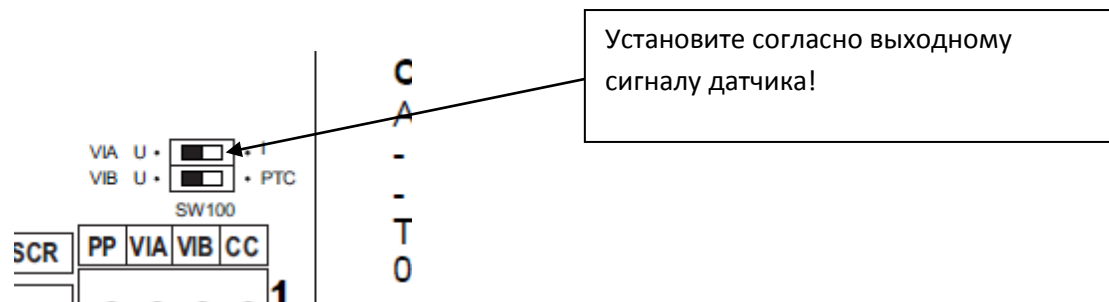 Установите согласно выходному
сигналу датчика!
C
A
-
-
T
0
VIA U • • I
VIB U • • PTC
SW100
SCR PP VIA VIB CC
1